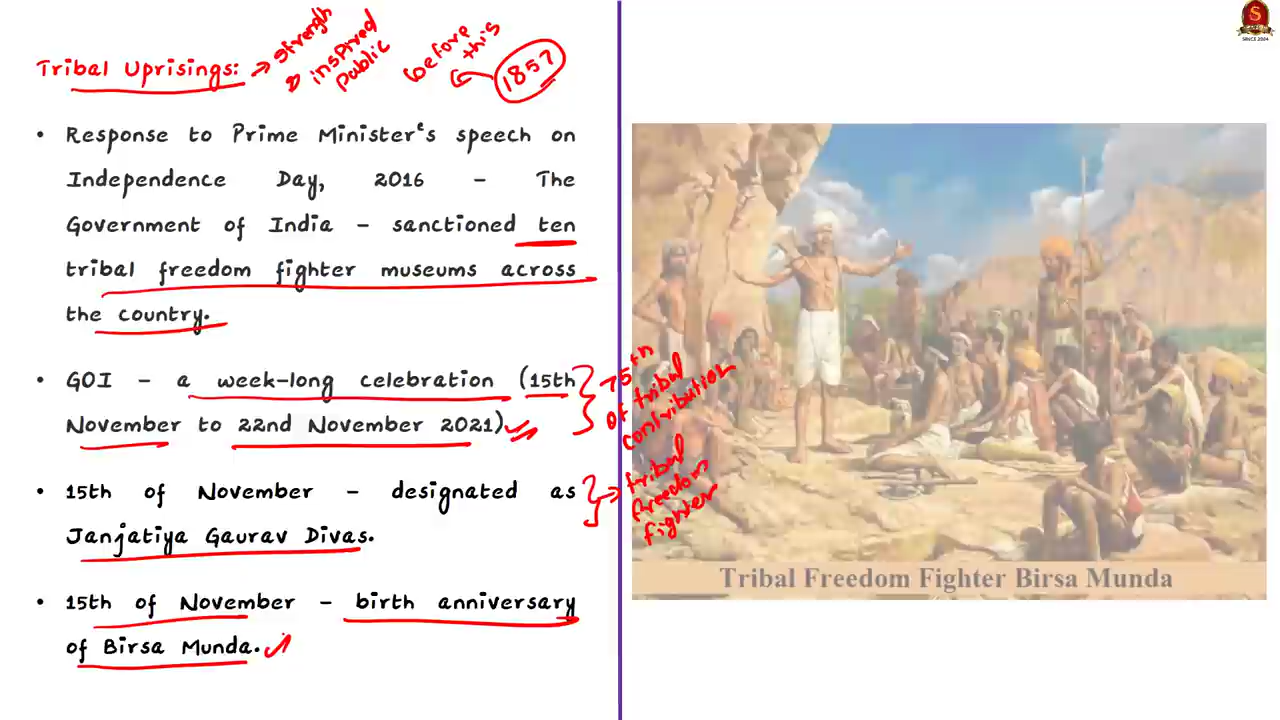 Tribal Uprisings: → strength
→ inspired
public
before
this
1857
• Response to Prime Minister's speech on
Independence Day, 2016 - The
Government of India - sanctioned ten
tribal freedom fighter museums across
the country.
• GOI - a week-long celebration (15th
November to 22nd November 2021)
75th
of tribal
contribution
• 15th of November - designated as
Janjatiya Gaurav Divas.
→ tribal
freedom
fighter
• 15th of November - birth anniversary
of Birsa Munda.
Tribal Freedom Fighter Birsa Munda
S
SINCE 2004